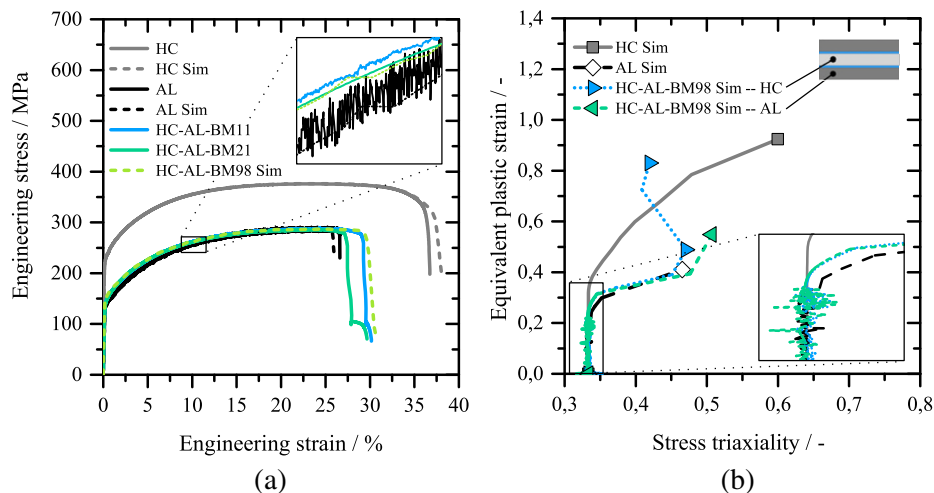 (a)
700
600
500
400
300
200
100
0
Engineering stress / MPa
HC
HC Sim
AL
AL Sim
HC-AL-BM11
HC-AL-BM21
HC-AL-BM98 Sim
0 5 10 15 20 25 30 35 40
Engineering strain / %
(a)
(b)
1,4
1,2
1,0
0,8
0,6
0,4
0,2
0,0
Equivalent plastic strain / -
HC Sim
AL Sim
HC-AL-BM98 Sim -- HC
HC-AL-BM98 Sim -- AL
0,3 0,4 0,5 0,6 0,7 0,8
Stress triaxiality / -
(b)